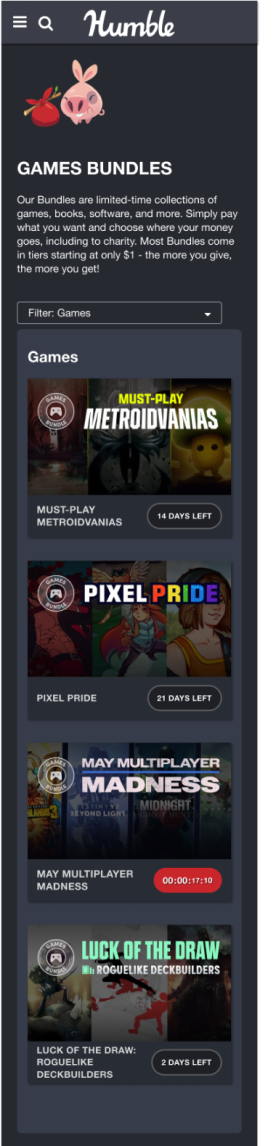 Humble
GAMES BUNDLES
Our Bundles are limited-time collections of
games, books, software, and more. Simply pay
what you want and choose where your money
goes, including to charity. Most Bundles come
in tiers starting at only $1 - the more you give,
the more you get!
Filter: Games
Games
GAMES
BUNDLE
MUST-PLAY
METROIDVANIAS
MUST-PLAY
METROIDVANIAS
14 DAYS LEFT
GAMES
BUNDLE
PIXEL PRIDE
PIXEL PRIDE
21 DAYS LEFT
GAMES
BUNDLE
MAY MULTIPLAYER
MADNESS
BEYOND LIGHT
MIDNIGHT
3
MAY MULTIPLAYER
MADNESS
00:00:17:10
GAMES
BUNDLE
LUCK OF THE DRAW
ROGUELIKE DECKBUILDERS
LUCK OF THE DRAW:
ROGUELIKE
DECKBUILDERS
2 DAYS LEFT